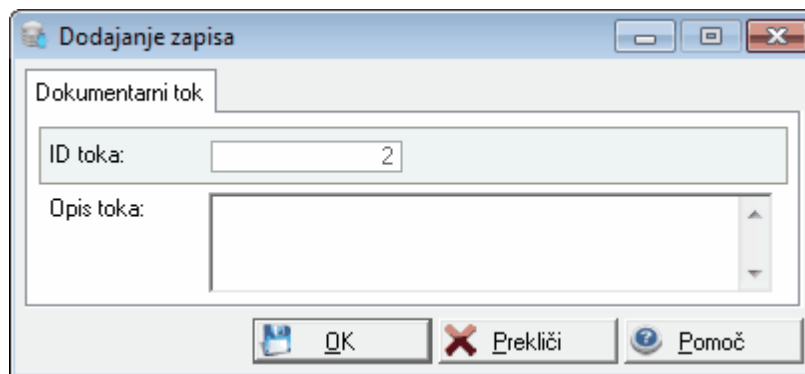 Dodajanje zapisa
Dokumentarni tok
ID toka: 2
Opis toka:
OK Prekliči Pomoč